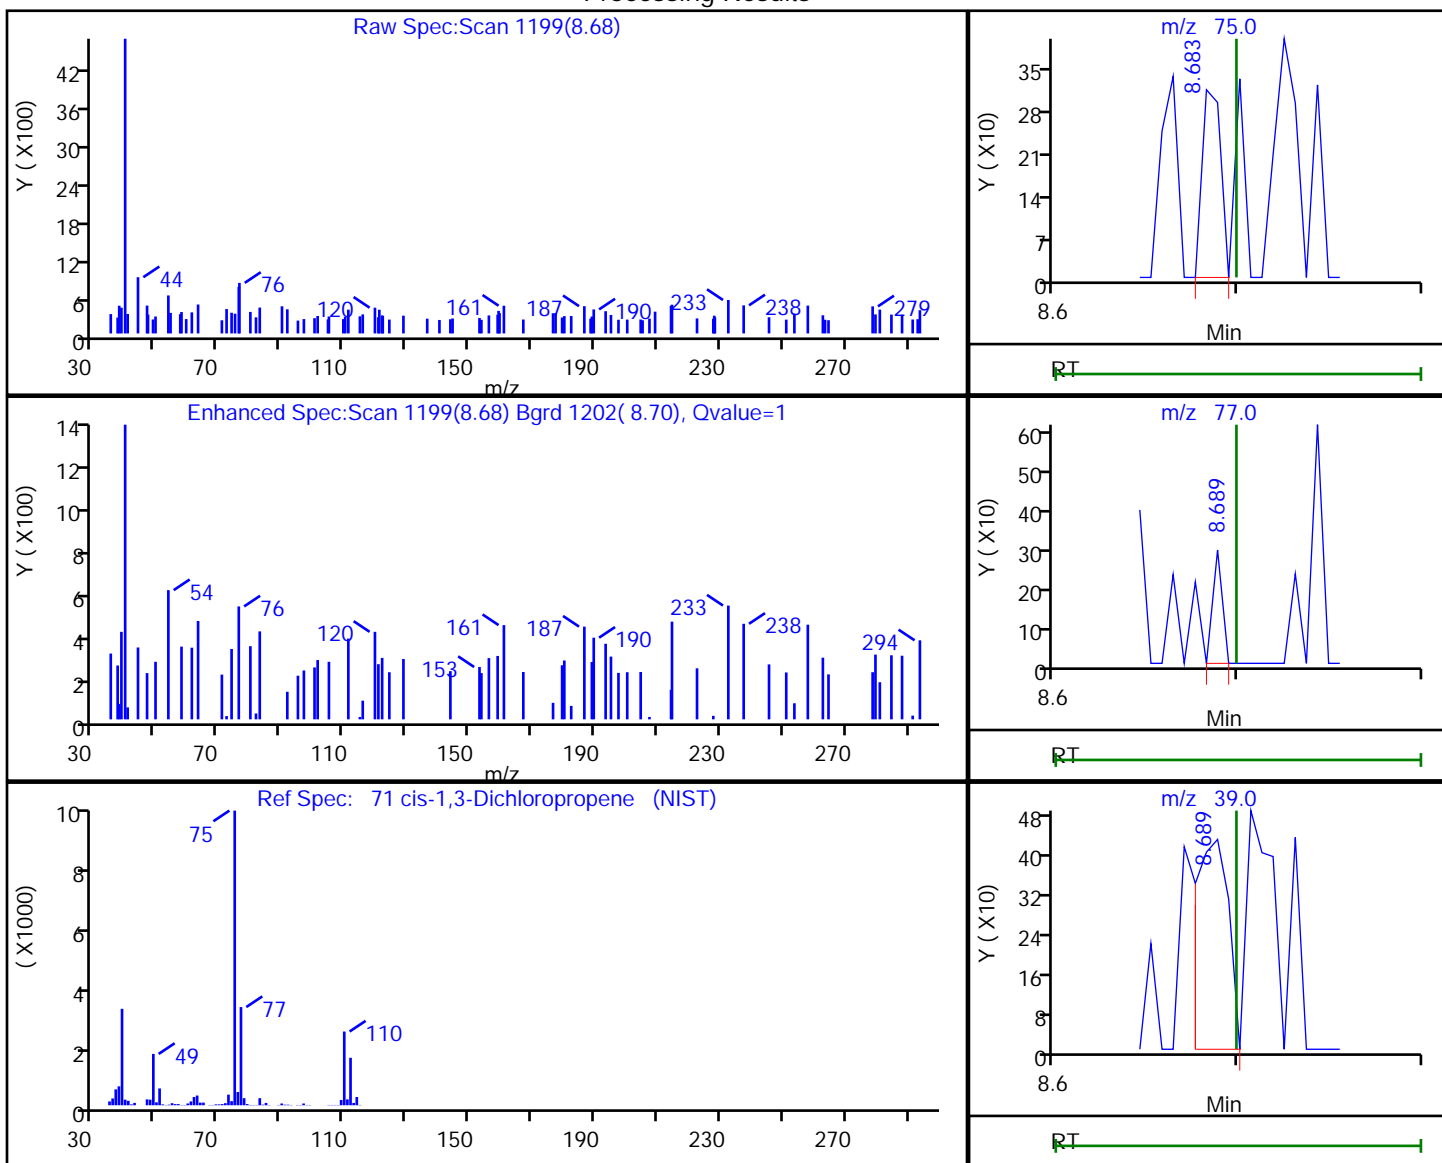 Processing Results
Raw Spec:Scan 1199(8.68)
Y ( X100)
42
36
30
24
18
12
6
0
44
76
120
161
187
190
233
238
279
30 70 110 150 190 230 270
m/z
m/z 75.0
Y ( X10)
35
28
21
14
7
0
8.683
8.6
Min
RT
Enhanced Spec:Scan 1199(8.68) Bgrd 1202( 8.70), Qvalue=1
Y ( X100)
14
12
10
8
6
4
2
0
54
76
120
153
161
187
190
233
238
294
30 70 110 150 190 230 270
m/z
m/z 77.0
Y ( X10)
60
50
40
30
20
10
0
8.689
8.6
Min
RT
Ref Spec: 71 cis-1,3-Dichloropropene (NIST)
( X1000)
10
8
6
4
2
0
75
77
49
110
30 70 110 150 190 230 270
m/z 39.0
Y ( X10)
48
40
32
24
16
8
0
8.689
8.6
Min
RT